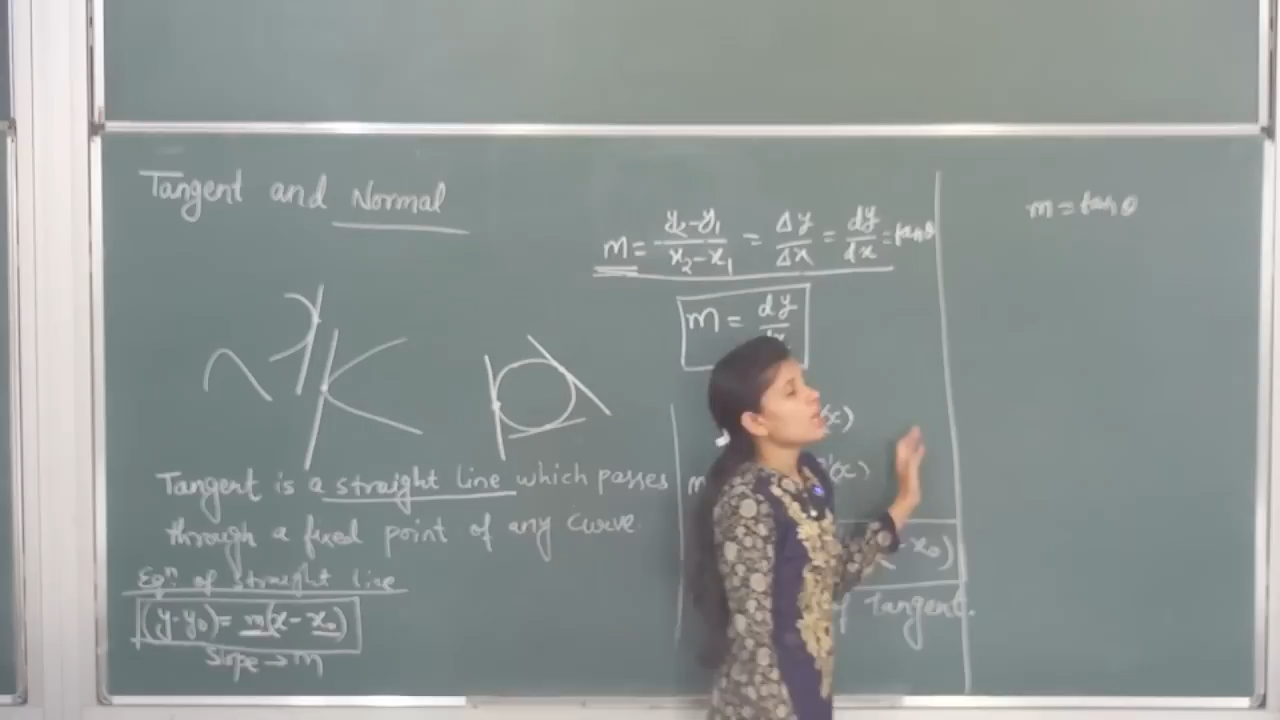 Tangent and Normal
Tangent is a straight line which passes
through a fixed point of any curve.
Eqn of straight line
(y-y₀) = m(x-x₀)
Slope → m
m = y₂-y₁/x₂-x₁ = Δy/Δx = dy/dx = tanθ
m = dy/dx
(x)
m '(x)
-x₀)
of Tangent.
m = tanθ